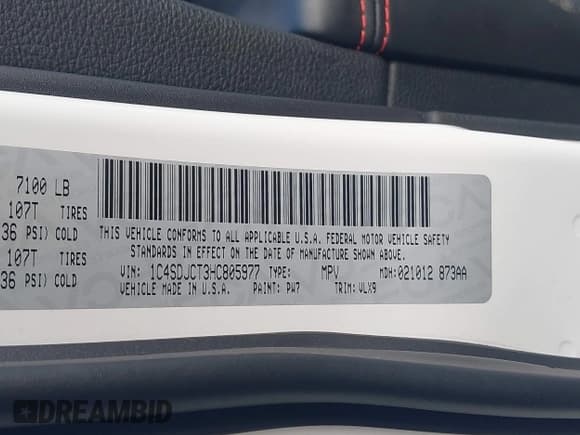 7100 LB
107T TIRES
36 PSI) COLD
107T TIRES
36 PSI) COLD
THIS VEHICLE CONFORMS TO ALL APPLICABLE U.S.A. FEDERAL MOTOR VEHICLE SAFETY
STANDARDS IN EFFECT ON THE DATE OF MANUFACTURE SHOWN ABOVE.
VIN: 1C4SDJCT3HC805977 TYPE: MPV MDH: 021012 873AA
VEHICLE MADE IN U.S.A. PAINT: PW7 TRIM: VLX9
DREAMBID